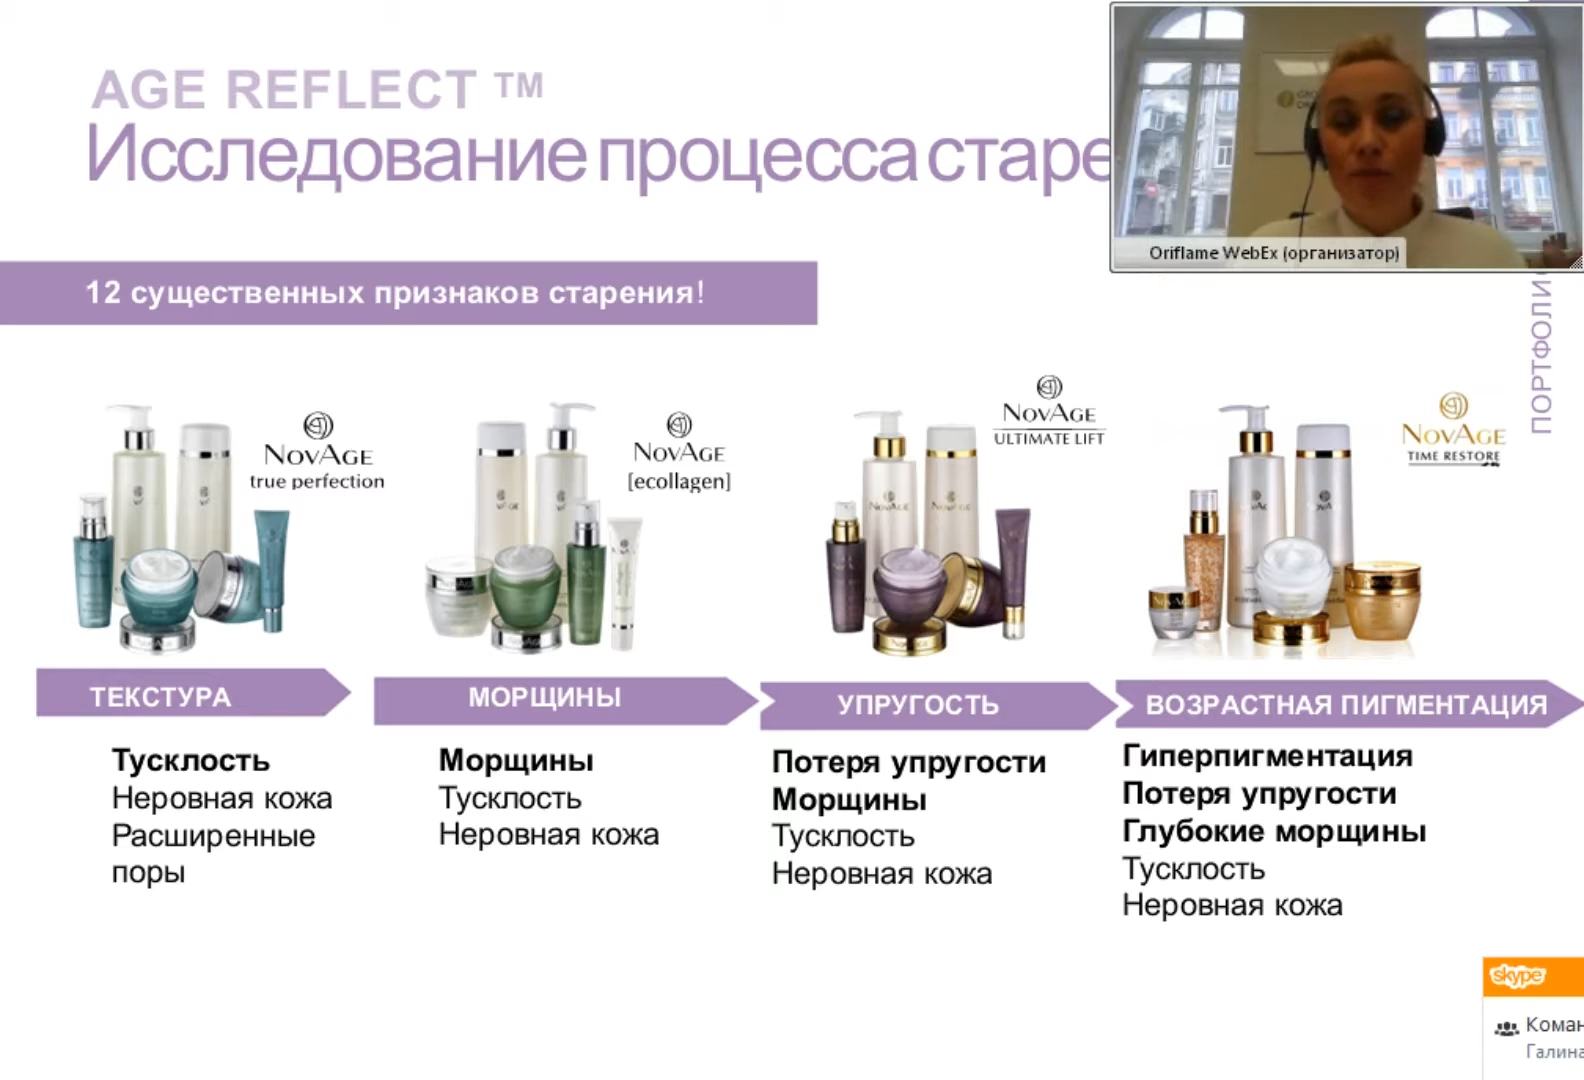 AGE REFLECT TM
Исследование процесса старе
Oriflame WebEx (организатор)
12 существенных признаков старения!
ПОРТФОЛИО
NOVAGE
true perfection
NOVAGE
[ecollagen]
NOVAGE
ULTIMATE LIFT
NOVAGE
TIME RESTORE
ТЕКСТУРА
Тусклость
Неровная кожа
Расширенные
поры
МОРЩИНЫ
Морщины
Тусклость
Неровная кожа
УПРУГОСТЬ
Потеря упругости
Морщины
Тусклость
Неровная кожа
ВОЗРАСТНАЯ ПИГМЕНТАЦИЯ
Гиперпигментация
Потеря упругости
Глубокие морщины
Тусклость
Неровная кожа
skype
Коман
Галина